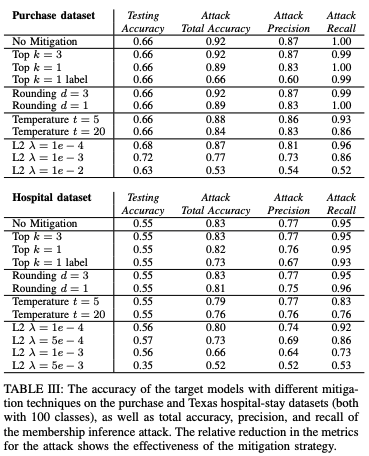 Purchase dataset Testing Accuracy Attack Total Accuracy Attack Precision Attack Recall
No Mitigation 0.66 0.92 0.87 1.00
Top k = 3 0.66 0.92 0.87 0.99
Top k = 1 0.66 0.89 0.83 1.00
Top k = 1 label 0.66 0.66 0.60 0.99
Rounding d = 3 0.66 0.92 0.87 0.99
Rounding d = 1 0.66 0.89 0.83 1.00
Temperature t = 5 0.66 0.88 0.86 0.93
Temperature t = 20 0.66 0.84 0.83 0.86
L2 λ = 1e − 4 0.68 0.87 0.81 0.96
L2 λ = 1e − 3 0.72 0.77 0.73 0.86
L2 λ = 1e − 2 0.63 0.53 0.54 0.52
Hospital dataset Testing Accuracy Attack Total Accuracy Attack Precision Attack Recall
No Mitigation 0.55 0.83 0.77 0.95
Top k = 3 0.55 0.83 0.77 0.95
Top k = 1 0.55 0.82 0.76 0.95
Top k = 1 label 0.55 0.73 0.67 0.93
Rounding d = 3 0.55 0.83 0.77 0.95
Rounding d = 1 0.55 0.81 0.75 0.96
Temperature t = 5 0.55 0.79 0.77 0.83
Temperature t = 20 0.55 0.76 0.76 0.76
L2 λ = 1e − 4 0.56 0.80 0.74 0.92
L2 λ = 5e − 4 0.57 0.73 0.69 0.86
L2 λ = 1e − 3 0.56 0.66 0.64 0.73
L2 λ = 5e − 3 0.35 0.52 0.52 0.53
TABLE III: The accuracy of the target models with different mitiga-
tion techniques on the purchase and Texas hospital-stay datasets (both
with 100 classes), as well as total accuracy, precision, and recall of
the membership inference attack. The relative reduction in the metrics
for the attack shows the effectiveness of the mitigation strategy.